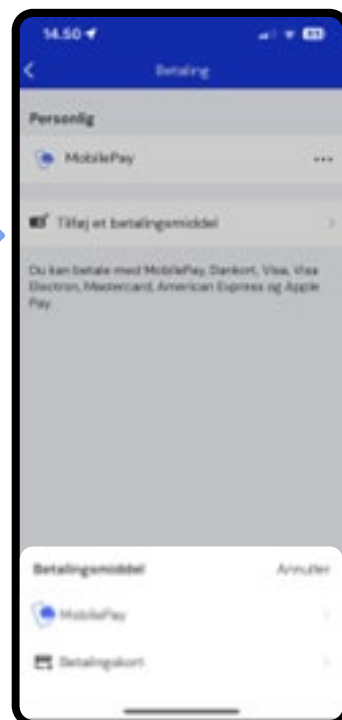 14.50
Betaling
Personlig
MobilePay
Tilføj et betalingsmiddel
Du kan betale med MobilePay, Dankort, Visa, Visa
Electron, Mastercard, American Express og Apple
Pay.
Betalingsmiddel
Annuller
MobilePay
Betalingskort